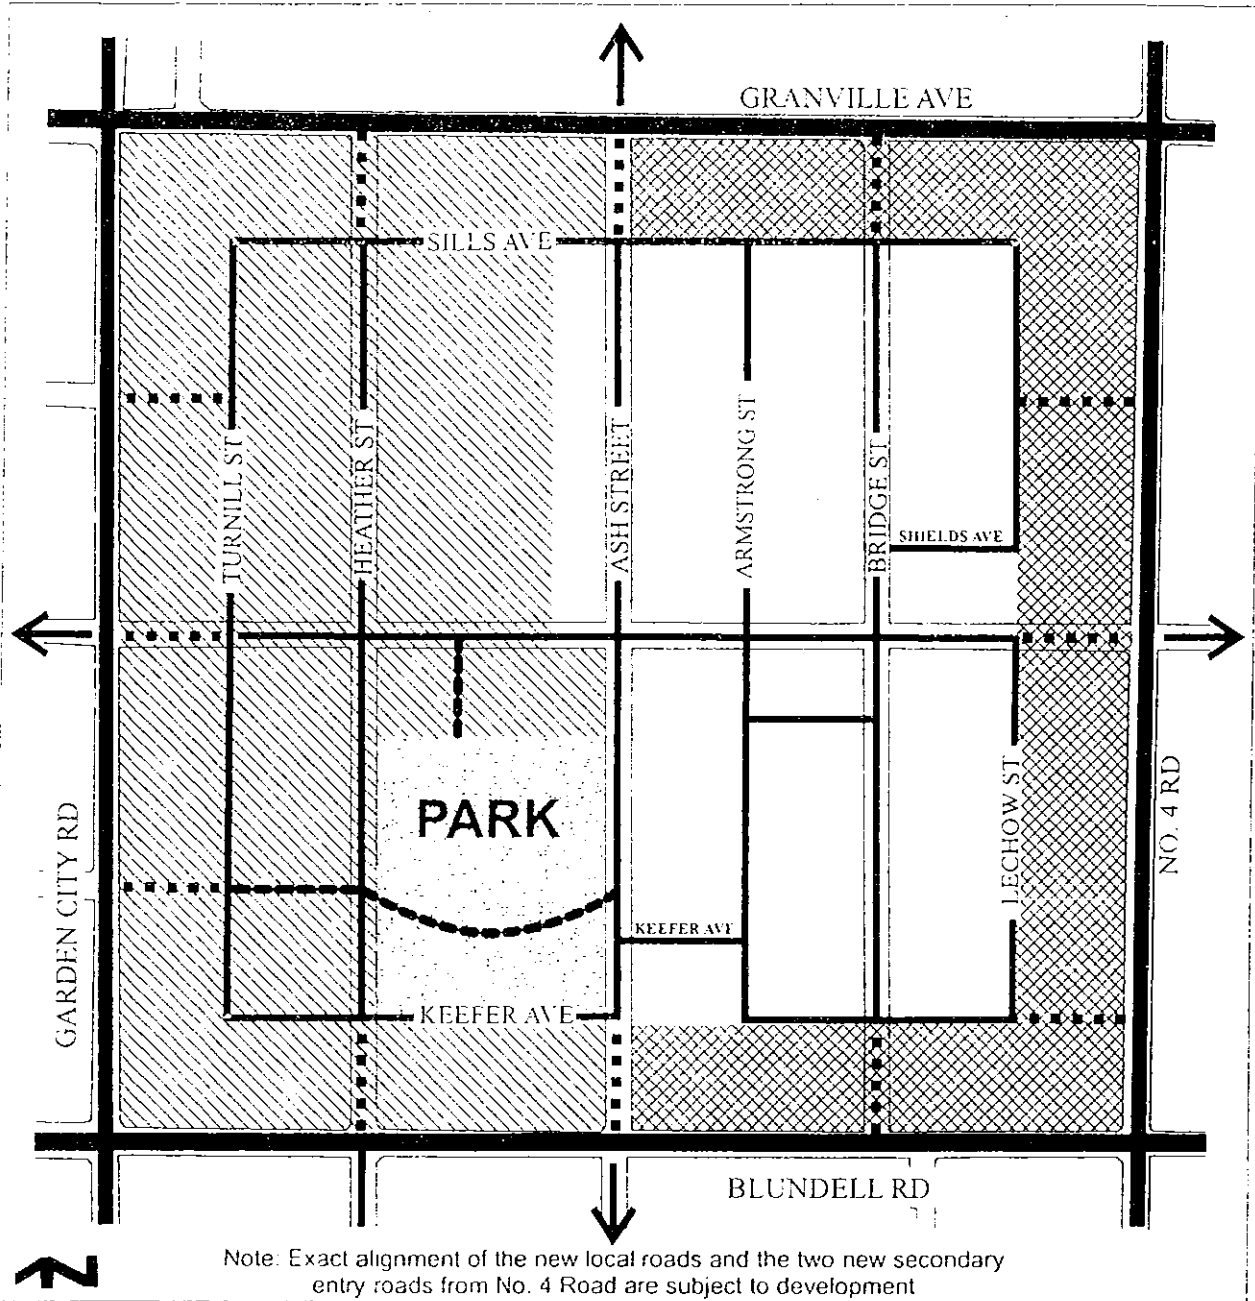 GRANVILLE AVE
SILLS AVE
TURNILL ST
HEATHER ST
ASH STREET
ARMSTRONG ST
BRIDGE ST
SHIELDS AVE
PARK
LECHOW ST
NO. 4 RD
GARDEN CITY RD
KEEFER AVE
KEEFER AVE
BLUNDELL RD
Note: Exact alignment of the new local roads and the two new secondary
entry roads from No. 4 Road are subject to development